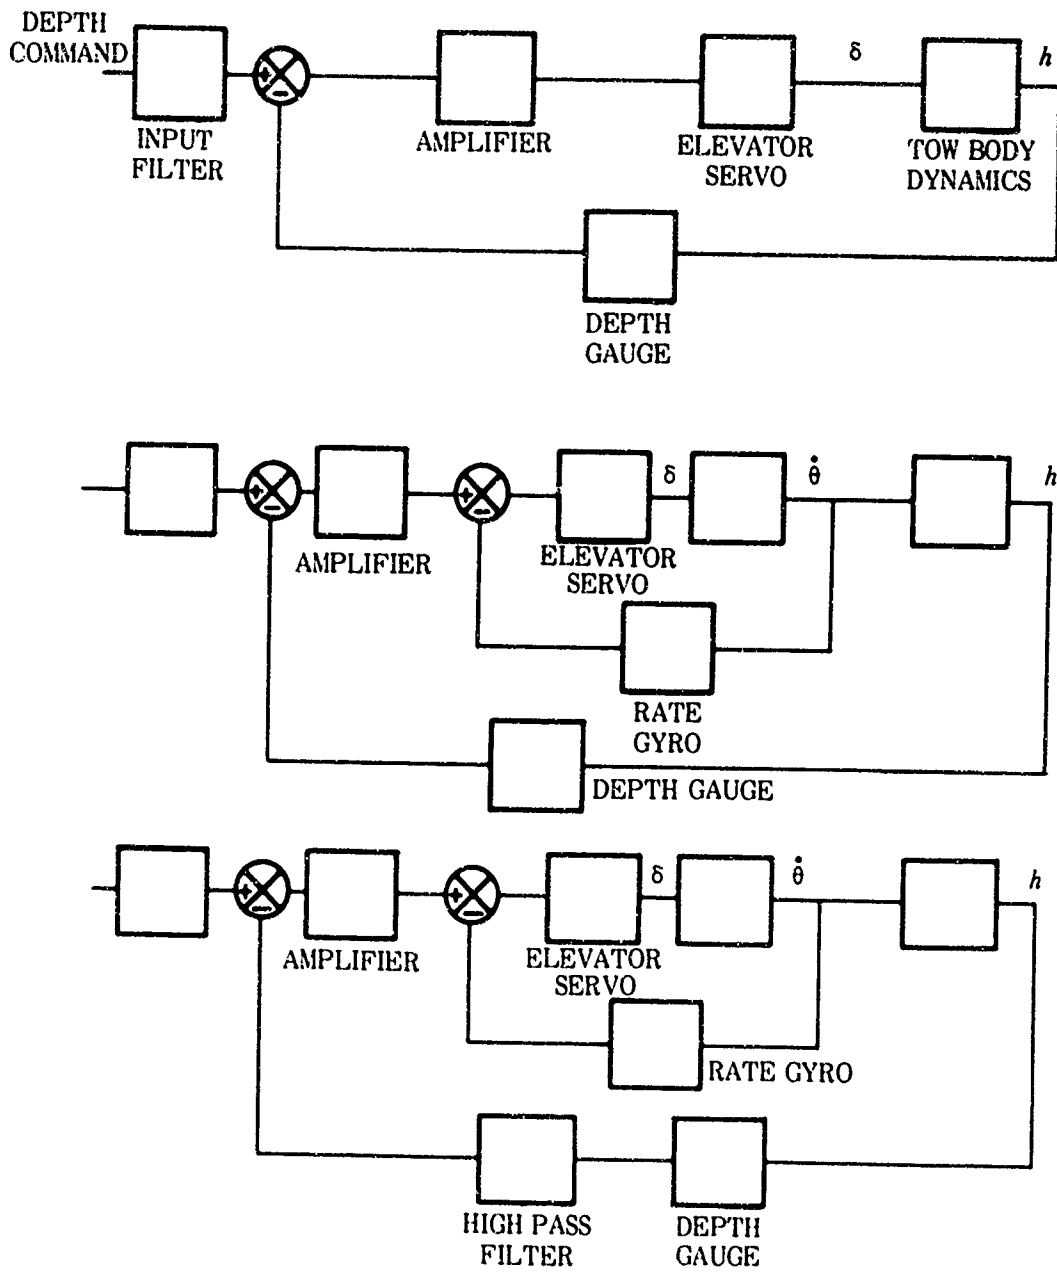 DEPTH
COMMAND
δ
h
+
−
INPUT
FILTER
AMPLIFIER
ELEVATOR
SERVO
TOW BODY
DYNAMICS
DEPTH
GAUGE
δ
θ̇
h
+
−
+
−
AMPLIFIER
ELEVATOR
SERVO
RATE
GYRO
DEPTH GAUGE
δ
θ̇
h
+
−
+
−
AMPLIFIER
ELEVATOR
SERVO
RATE GYRO
HIGH PASS
FILTER
DEPTH
GAUGE